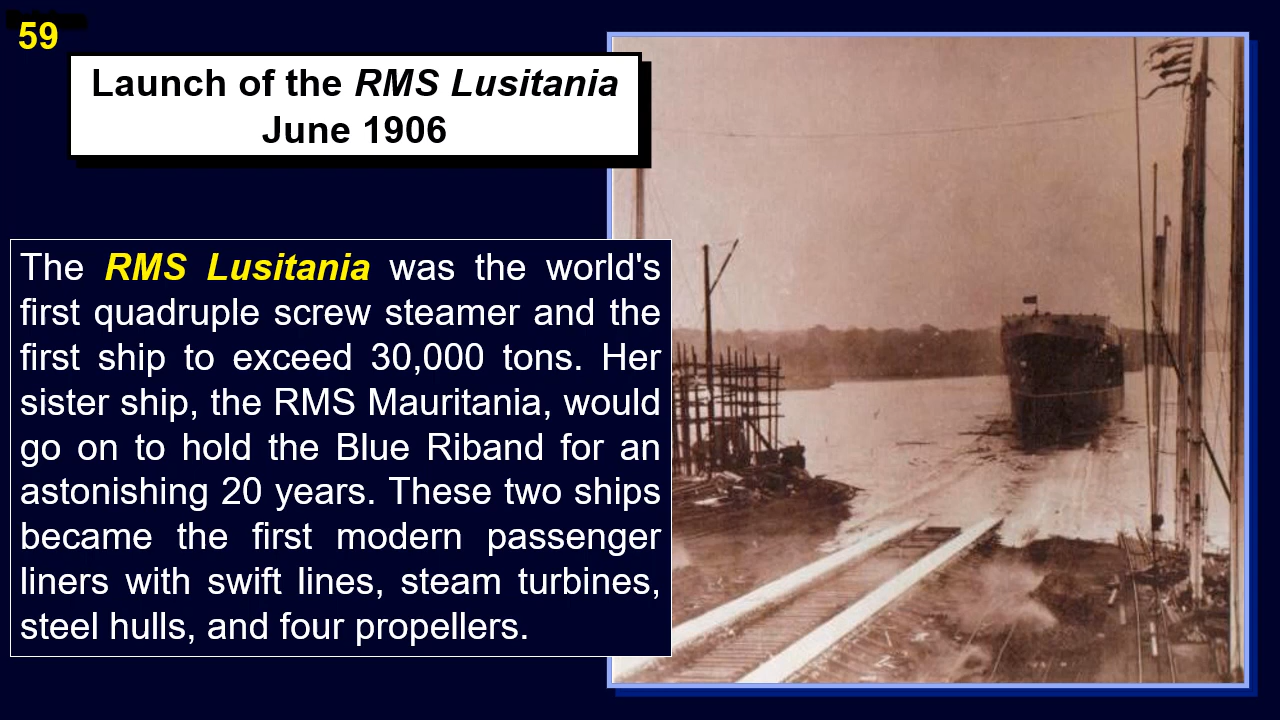 59
Launch of the RMS Lusitania
June 1906
The RMS Lusitania was the world's
first quadruple screw steamer and the
first ship to exceed 30,000 tons. Her
sister ship, the RMS Mauritania, would
go on to hold the Blue Riband for an
astonishing 20 years. These two ships
became the first modern passenger
liners with swift lines, steam turbines,
steel hulls, and four propellers.